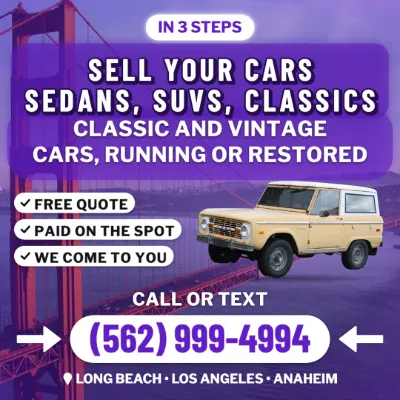 IN 3 STEPS
SELL YOUR CARS
SEDANS, SUVS, CLASSICS
CLASSIC AND VINTAGE
CARS, RUNNING OR RESTORED
FREE QUOTE
PAID ON THE SPOT
WE COME TO YOU
CALL OR TEXT
(562) 999-4994
LONG BEACH • LOS ANGELES • ANAHEIM